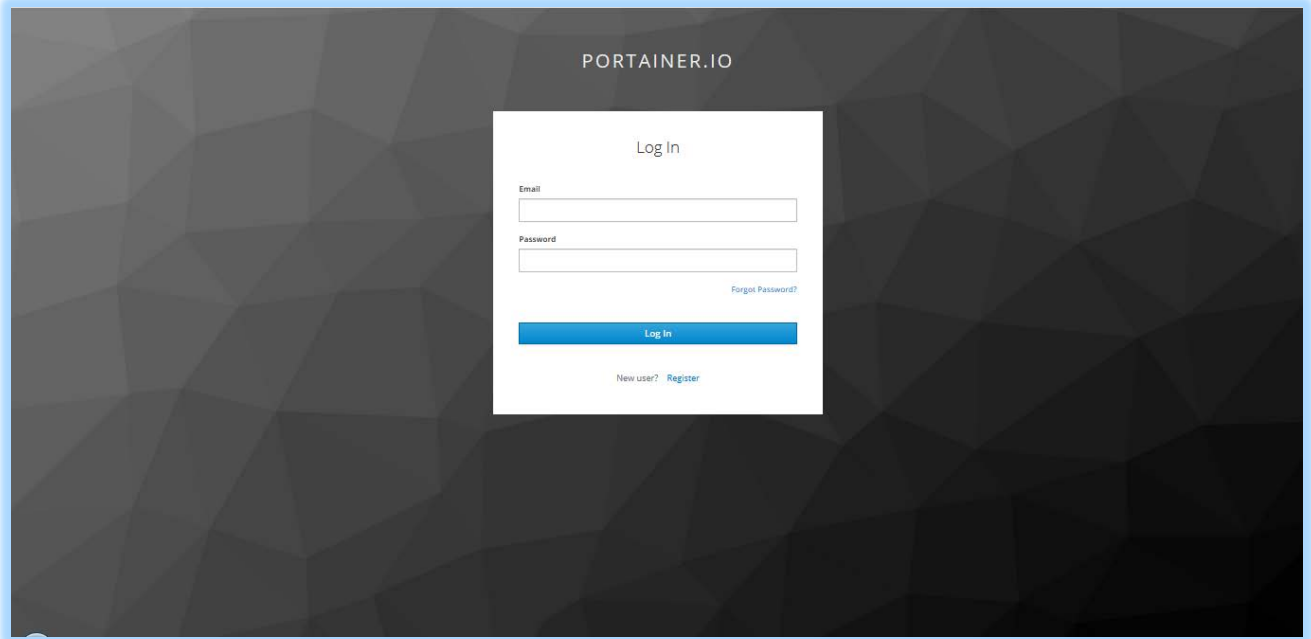 PORTAINER.IO
Log In
Email
Password
Forgot Password?
Log In
New user? Register